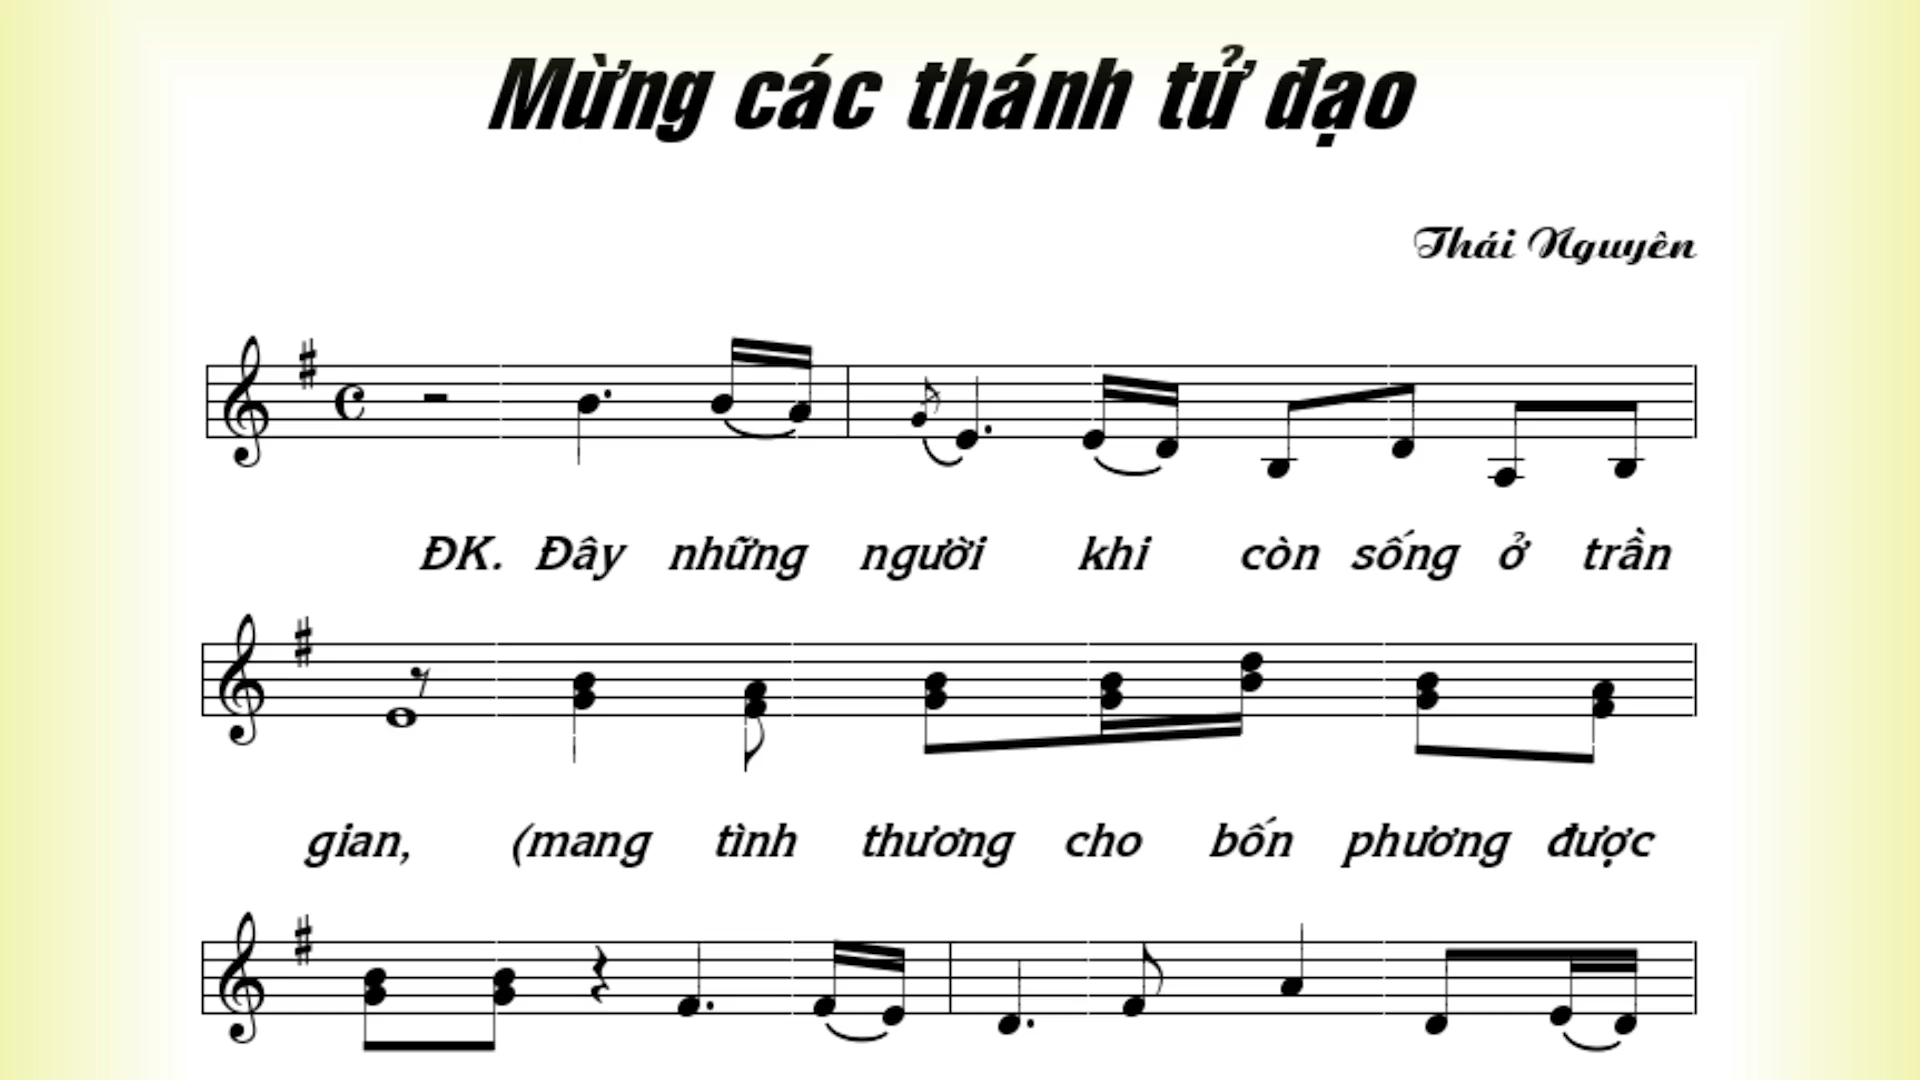 Mừng các thánh tử đạo
Thái Nguyên
ĐK. Đây những người khi còn sống ở trần
gian, (mang tình thương cho bốn phương được